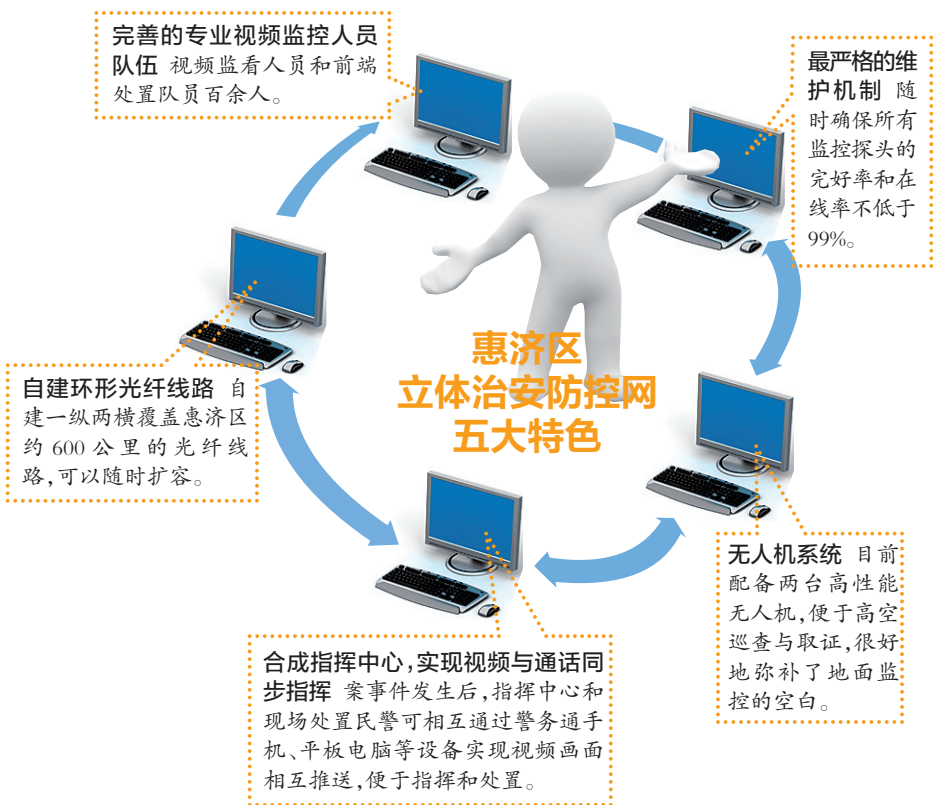 完善的专业视频监控人员
队伍 视频监看人员和前端
处置队员百余人。
最严格的维
护机制 随
时确保所有
监控探头的
完好率和在
线率不低于
99%。
惠济区
立体治安防控网
五大特色
自建环形光纤线路 自
建一纵两横覆盖惠济区
约600公里的光纤线
路,可以随时扩容。
无人机系统 目前
配备两台高性能
无人机,便于高空
巡查与取证,很好
地弥补了地面监
控的空白。
合成指挥中心,实现视频与通话同
步指挥 案事件发生后,指挥中心和
现场处置民警可相互通过警务通手
机、平板电脑等设备实现视频画面
相互推送,便于指挥和处置。